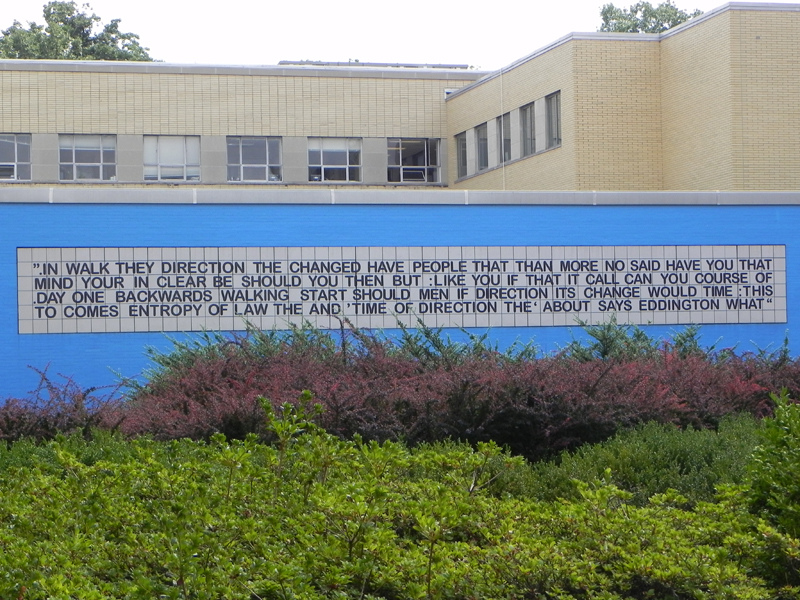 ”.IN WALK THEY DIRECTION THE CHANGED HAVE PEOPLE THAT THAN MORE NO SAID HAVE YOU THAT
MIND YOUR IN CLEAR BE SHOULD YOU THEN BUT :LIKE YOU IF THAT IT CALL CAN YOU COURSE OF
.DAY ONE BACKWARDS WALKING START SHOULD MEN IF DIRECTION ITS CHANGE WOULD TIME :THIS
TO COMES ENTROPY OF LAW THE AND ’TIME OF DIRECTION THE‘ ABOUT SAYS EDDINGTON WHAT“